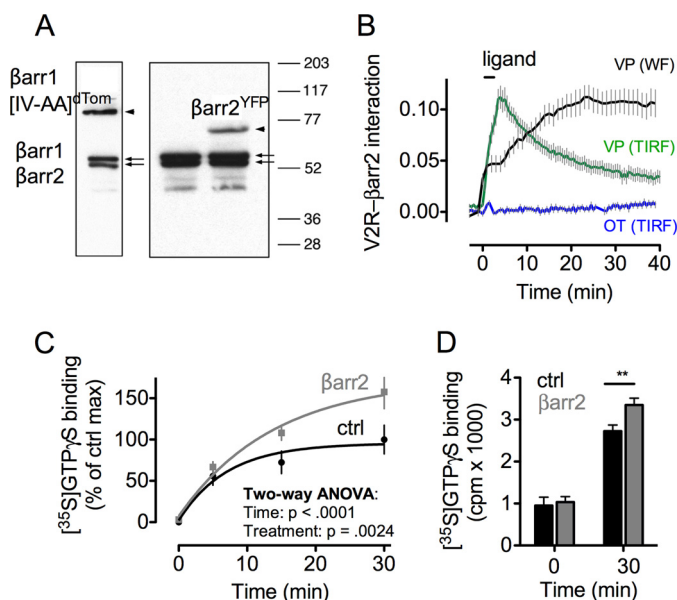 A
βarr1
[IV-AA]dTom
βarr1
βarr2
βarr2YFP
203
117
77
52
36
28
B
V2R–βarr2 interaction
0.10
0.05
0.00
ligand
VP (WF)
VP (TIRF)
OT (TIRF)
0 10 20 30 40
Time (min)
C
[35S]GTPγS binding
(% of ctrl max)
150
100
50
0
βarr2
ctrl
Two-way ANOVA:
Time: p < .0001
Treatment: p = .0024
0 10 20 30
Time (min)
D
[35S]GTPγS binding
(cpm x 1000)
4
3
2
1
0
ctrl
βarr2
**
0 30
Time (min)